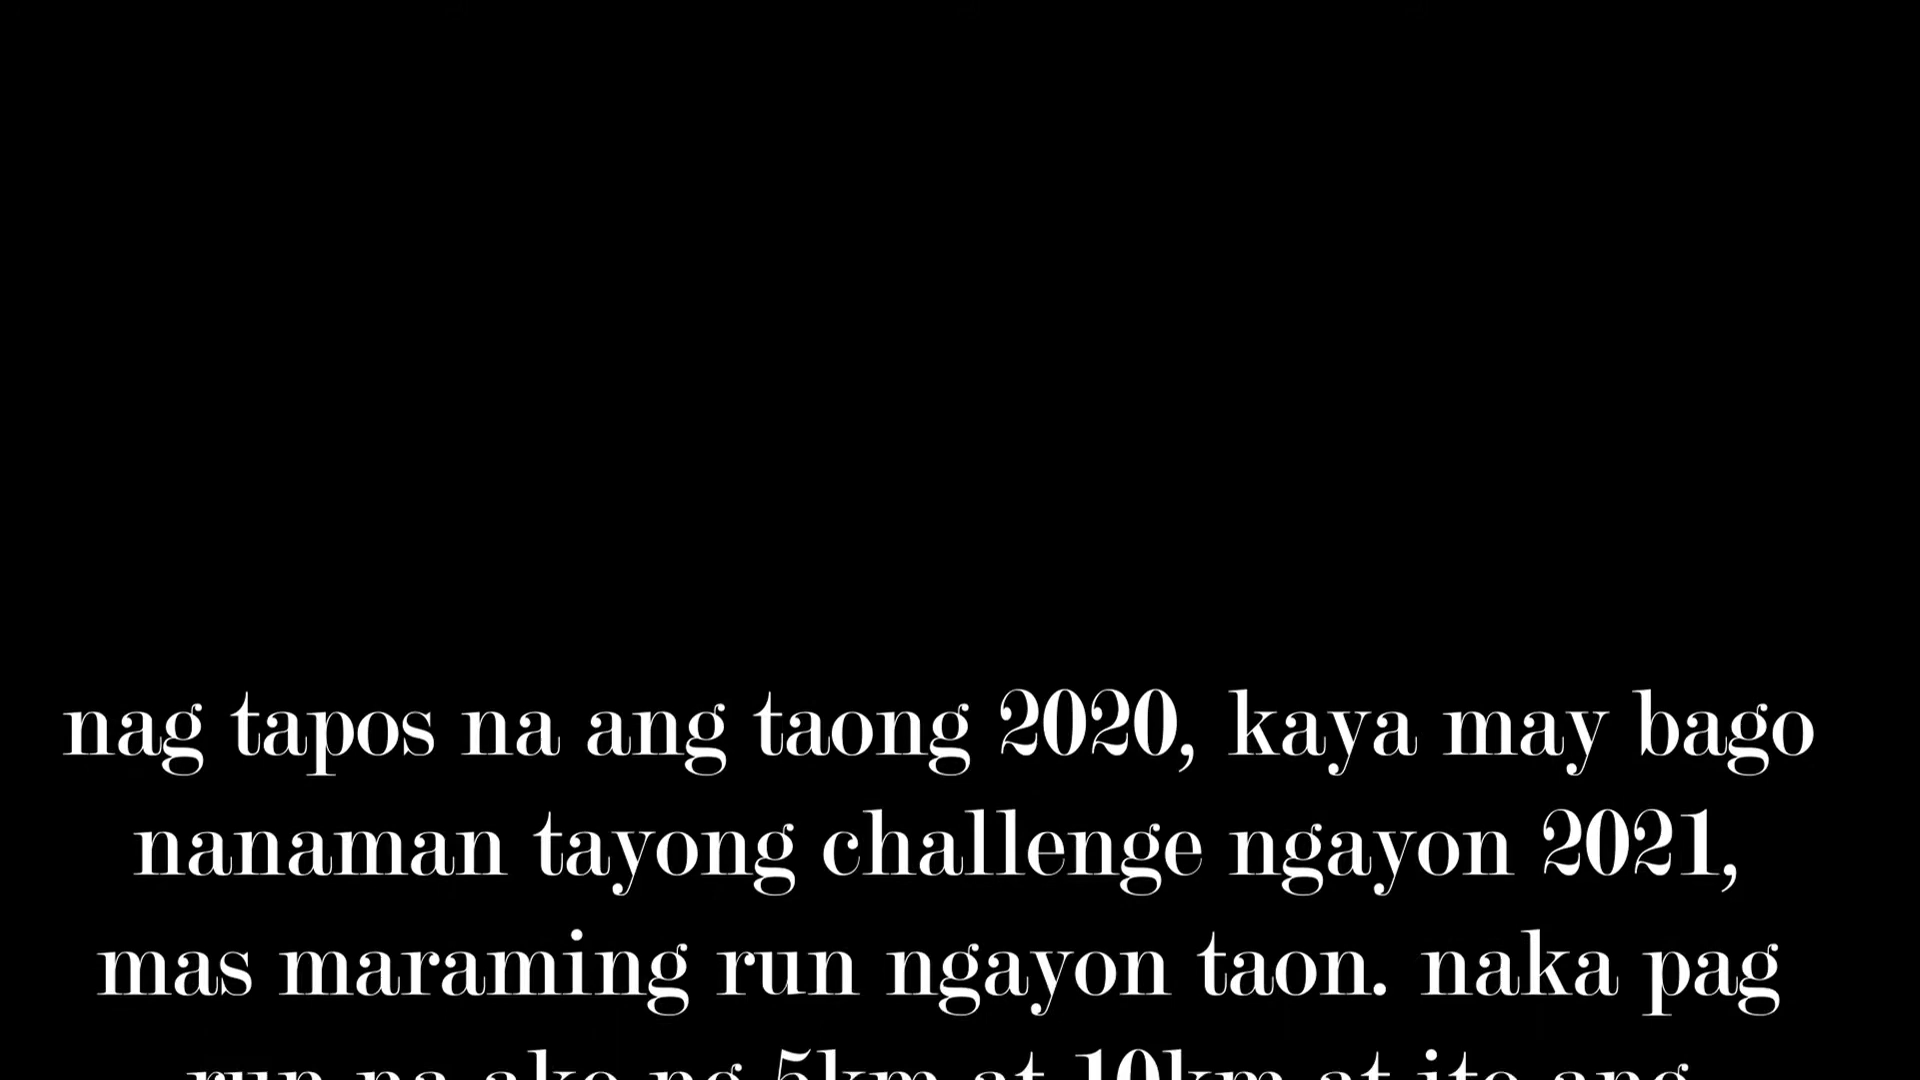 nag tapos na ang taong 2020, kaya may bago
nanaman tayong challenge ngayon 2021,
mas maraming run ngayon taon. naka pag
run na ako ng 5km at 10km at ito ang